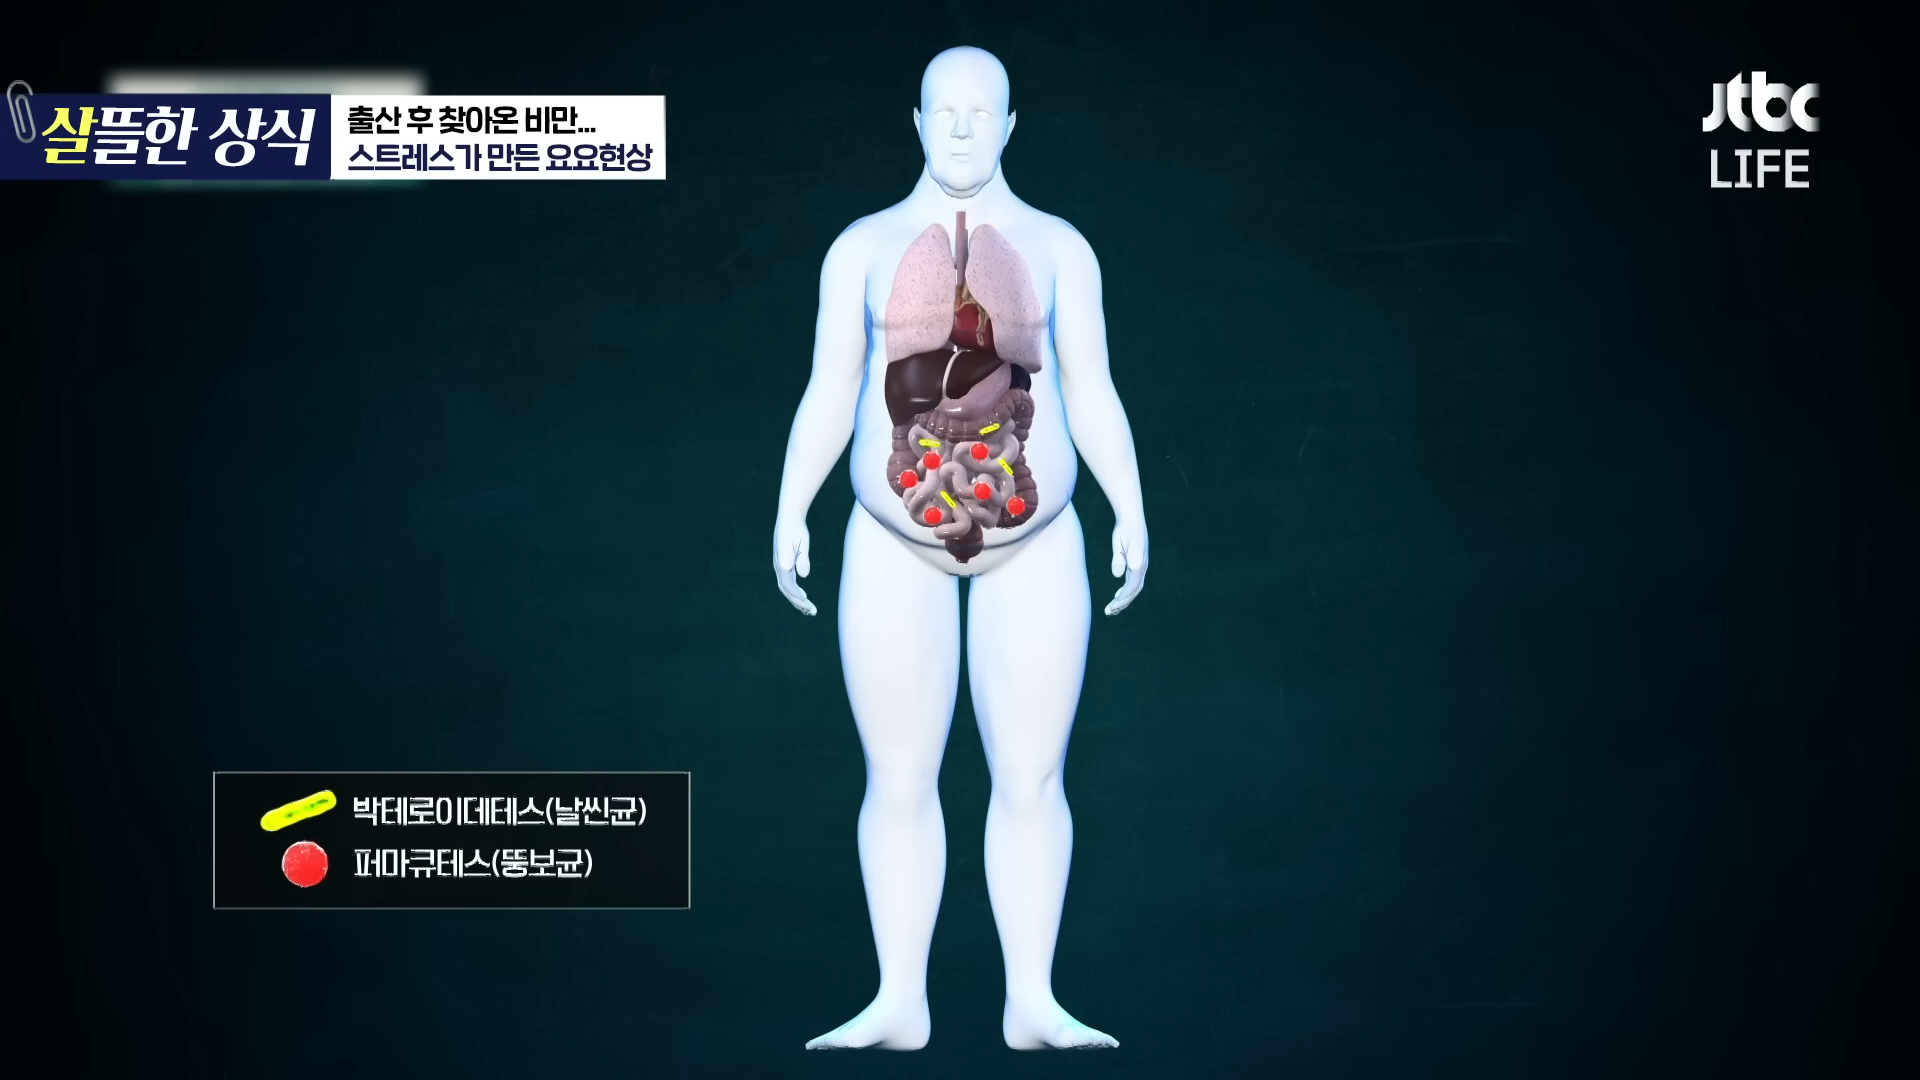 살뜰한 상식
출산 후 찾아온 비만...
스트레스가 만든 요요현상
jtbc
LIFE
박테로이데테스(날씬균)
퍼마큐테스(뚱보균)